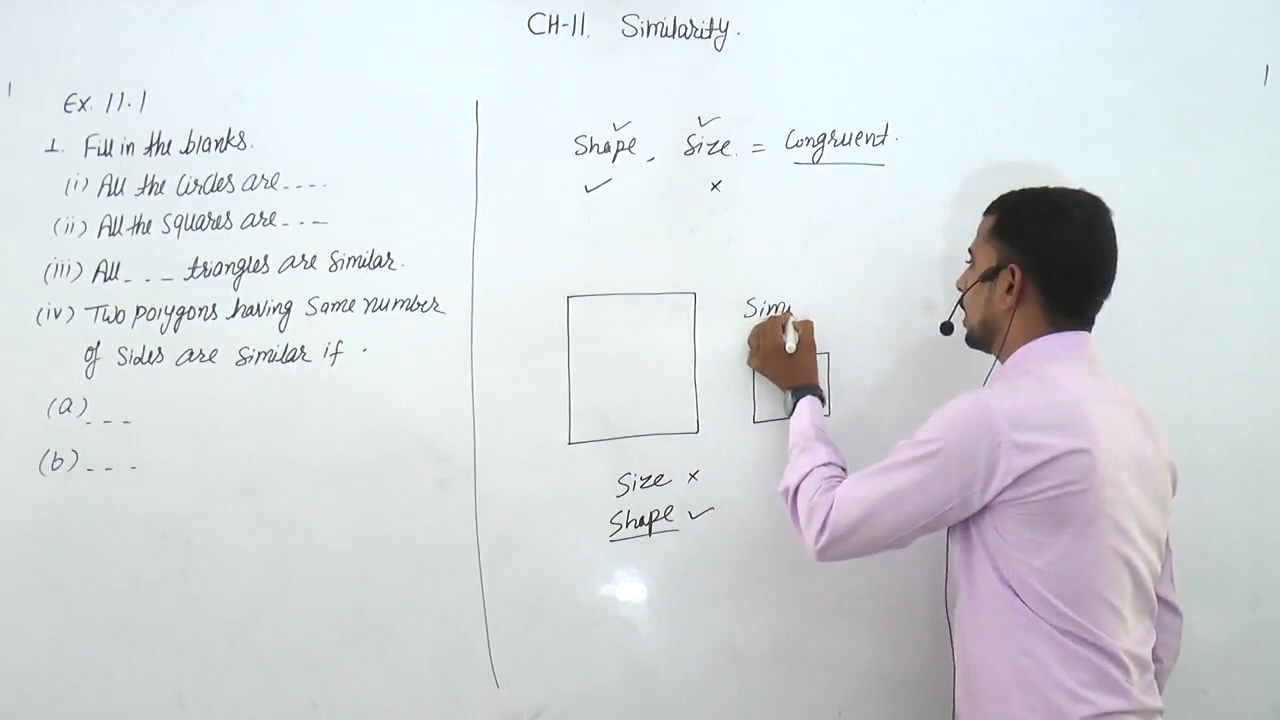 CH-11. Similarity.
Ex. 11.1
1. Fill in the blanks.
(i) All the Circles are----
(ii) All the Squares are---
(iii) All--- triangles are similar.
(iv) Two polygons having same number
of sides are similar if .
(a)---
(b)---
Shape, Size. = Congruent.
✓ ✓
✓ ×
Simi
Size ×
Shape ✓